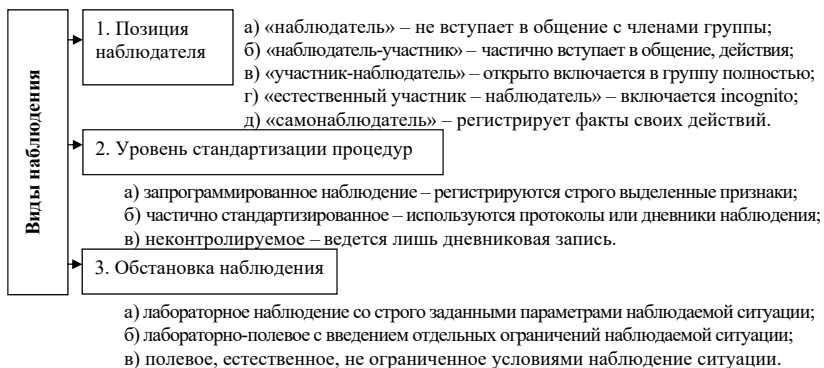 Виды наблюдения
1. Позиция
наблюдателя
а) «наблюдатель» – не вступает в общение с членами группы;
б) «наблюдатель-участник» – частично вступает в общение, действия;
в) «участник-наблюдатель» – открыто включается в группу полностью;
г) «естественный участник – наблюдатель» – включается incognito;
д) «самонаблюдатель» – регистрирует факты своих действий.
2. Уровень стандартизации процедур
а) запрограммированное наблюдение – регистрируются строго выделенные признаки;
б) частично стандартизированное – используются протоколы или дневники наблюдения;
в) неконтролируемое – ведется лишь дневниковая запись.
3. Обстановка наблюдения
а) лабораторное наблюдение со строго заданными параметрами наблюдаемой ситуации;
б) лабораторно-полевое с введением отдельных ограничений наблюдаемой ситуации;
в) полевое, естественное, не ограниченное условиями наблюдение ситуации.